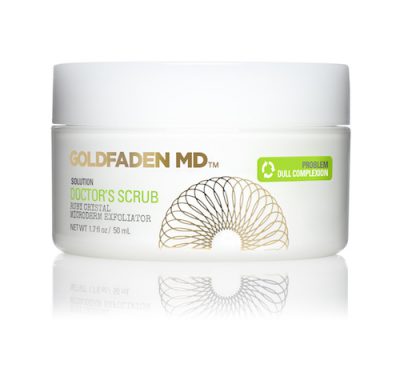 GOLDFADEN MD™
SOLUTION
DOCTOR'S SCRUB
RUBY CRYSTAL
MICRODERM EXFOLIATOR
NET WT 1.7 fl oz / 50 mL
PROBLEM
DULL COMPLEXION